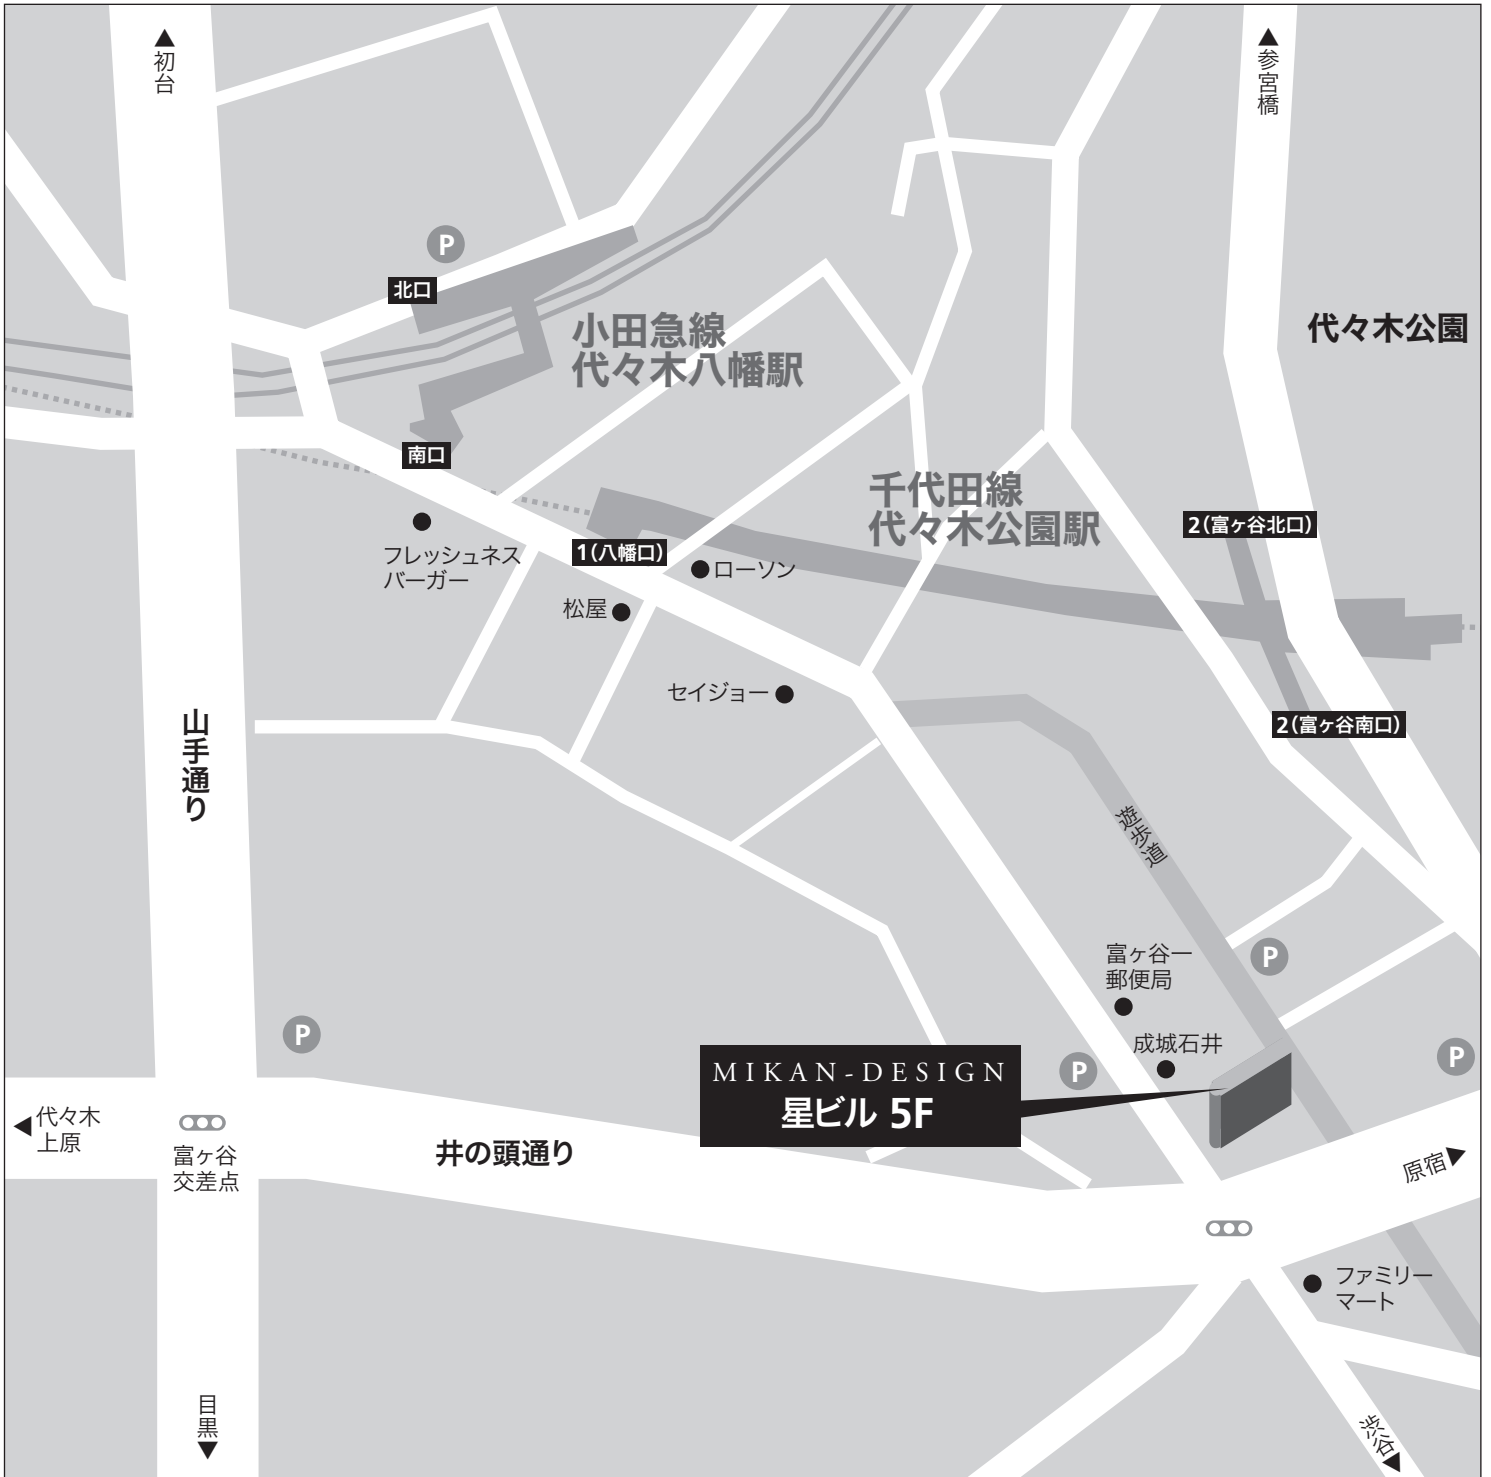 初台
参宮橋
P
北口
小田急線
代々木八幡駅
代々木公園
南口
千代田線
代々木公園駅
2(富ヶ谷北口)
フレッシュネス
バーガー
1(八幡口)
ローソン
松屋
セイジョー
2(富ヶ谷南口)
山手通り
遊歩道
富ヶ谷一
郵便局
P
P
成城石井
P
P
MIKAN-DESIGN
星ビル 5F
代々木
上原
富ヶ谷
交差点
井の頭通り
原宿
ファミリー
マート
目黒
渋谷